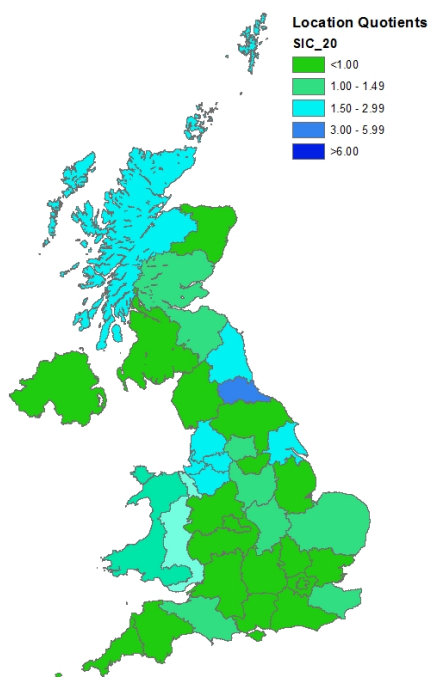 Location Quotients
SIC_20
<1.00
1.00 - 1.49
1.50 - 2.99
3.00 - 5.99
>6.00